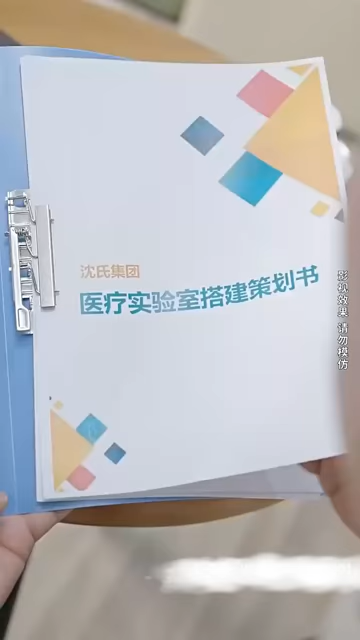 沈氏集团
医疗实验室搭建策划书
影视效果 请勿模仿